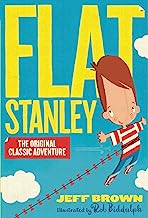 FLAT
STANLEY
THE ORIGINAL
CLASSIC ADVENTURE
JEFF BROWN
Illustrated by Rob Biddulph